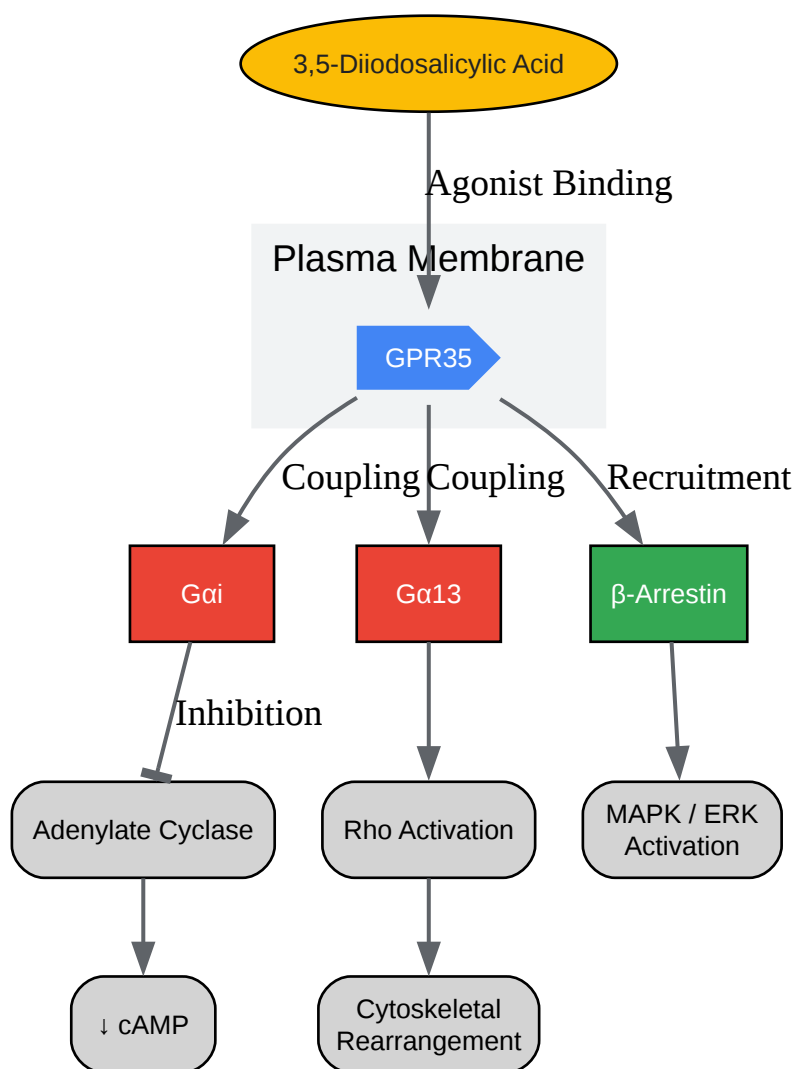 3,5-Diiodosalicylic Acid
Agonist Binding
Plasma Membrane
GPR35
Coupling
Coupling
Recruitment
Gαi
Gα13
β-Arrestin
Inhibition
Adenylate Cyclase
Rho Activation
MAPK / ERK
Activation
↓ cAMP
Cytoskeletal
Rearrangement